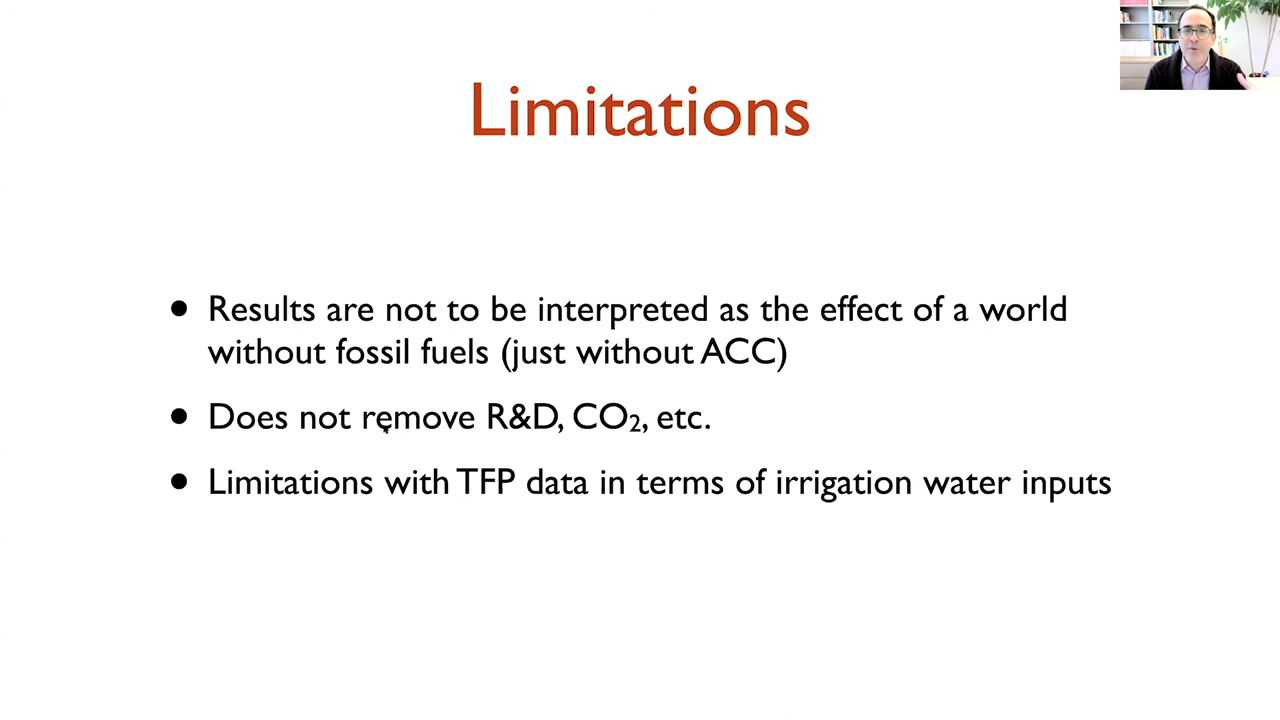 Limitations
• Results are not to be interpreted as the effect of a world
without fossil fuels (just without ACC)
• Does not remove R&D, CO₂, etc.
• Limitations with TFP data in terms of irrigation water inputs